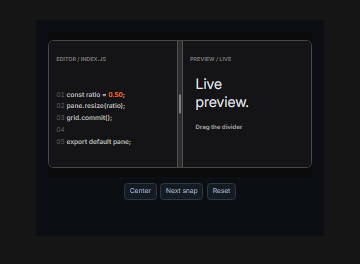 EDITOR / INDEX.JS
01 const ratio = 0.50;
02 pane.resize(ratio);
03 grid.commit();
04
05 export default pane;
PREVIEW / LIVE
Live
preview.
Drag the divider
Center
Next snap
Reset